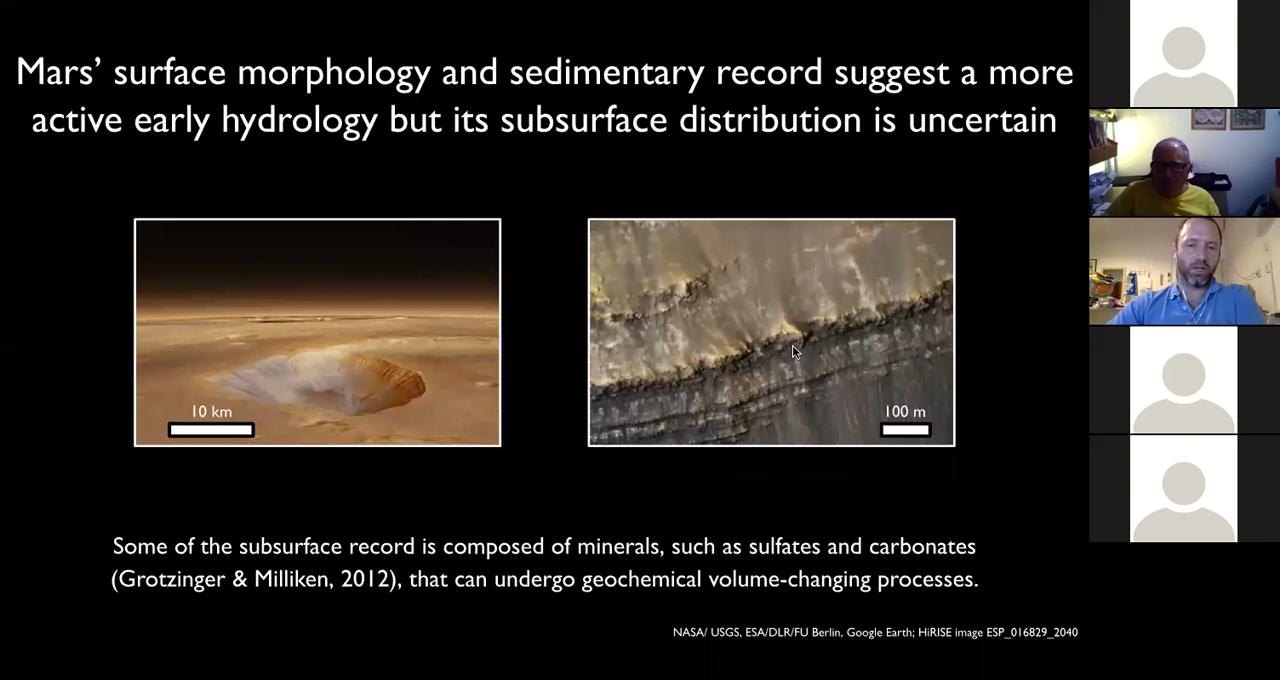 Mars’ surface morphology and sedimentary record suggest a more
active early hydrology but its subsurface distribution is uncertain
10 km
100 m
Some of the subsurface record is composed of minerals, such as sulfates and carbonates
(Grotzinger & Milliken, 2012), that can undergo geochemical volume-changing processes.
NASA/ USGS, ESA/DLR/FU Berlin, Google Earth; HiRISE image ESP_016829_2040